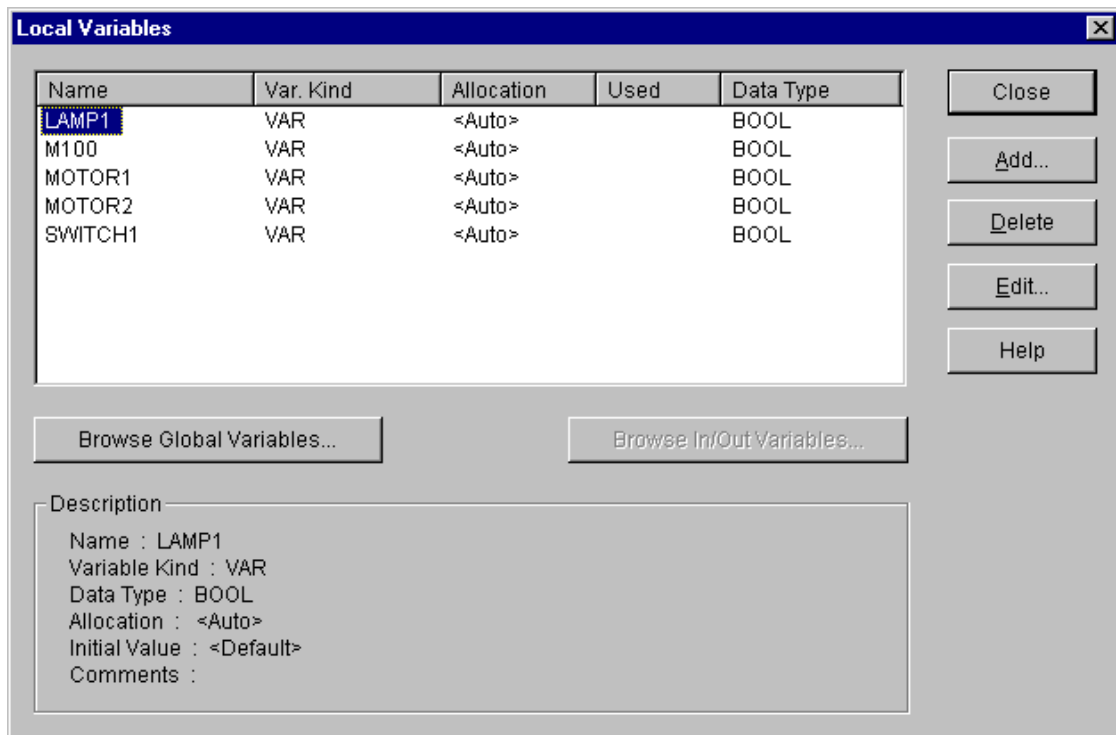 Local Variables
Name Var. Kind Allocation Used Data Type
LAMP1 VAR <Auto> BOOL
M100 VAR <Auto> BOOL
MOTOR1 VAR <Auto> BOOL
MOTOR2 VAR <Auto> BOOL
SWITCH1 VAR <Auto> BOOL
Close
Add...
Delete
Edit...
Help
Browse Global Variables... Browse In/Out Variables...
Description
Name : LAMP1
Variable Kind : VAR
Data Type : BOOL
Allocation : <Auto>
Initial Value : <Default>
Comments :